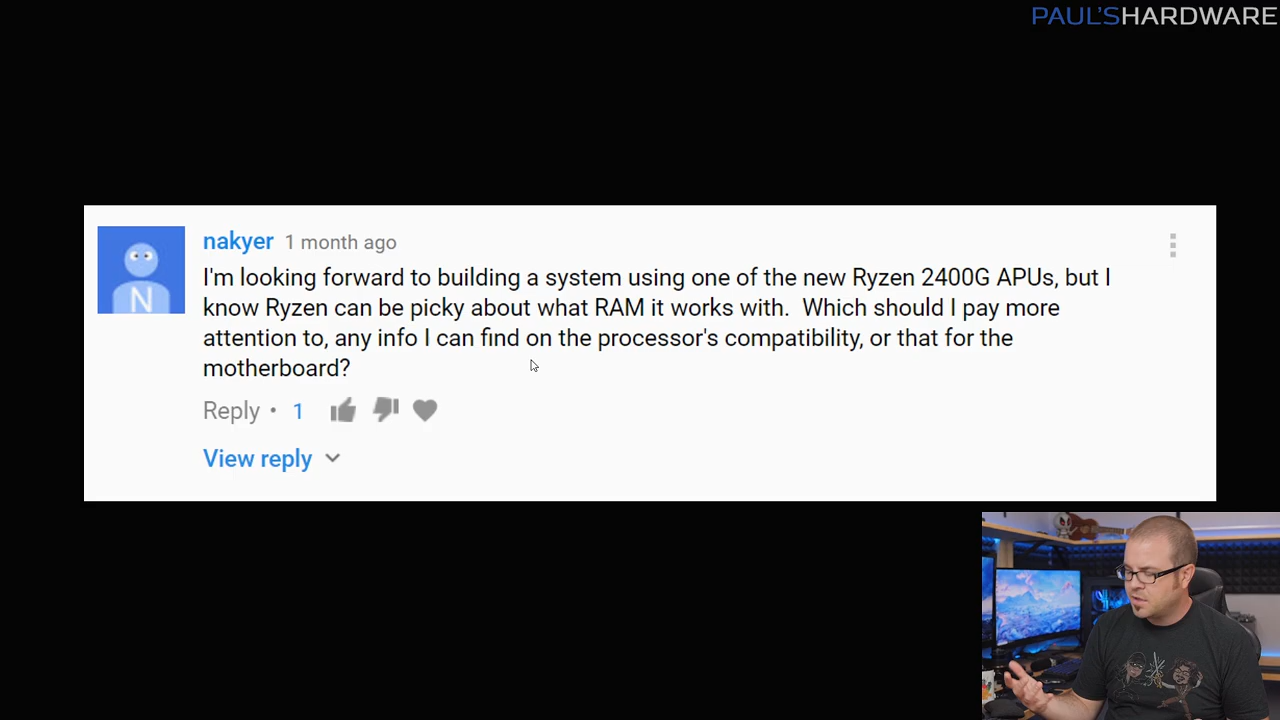 PAUL'SHARDWARE
nakyer 1 month ago
I'm looking forward to building a system using one of the new Ryzen 2400G APUs, but I
know Ryzen can be picky about what RAM it works with.  Which should I pay more
attention to, any info I can find on the processor's compatibility, or that for the
motherboard?
N
Reply • 1
View reply